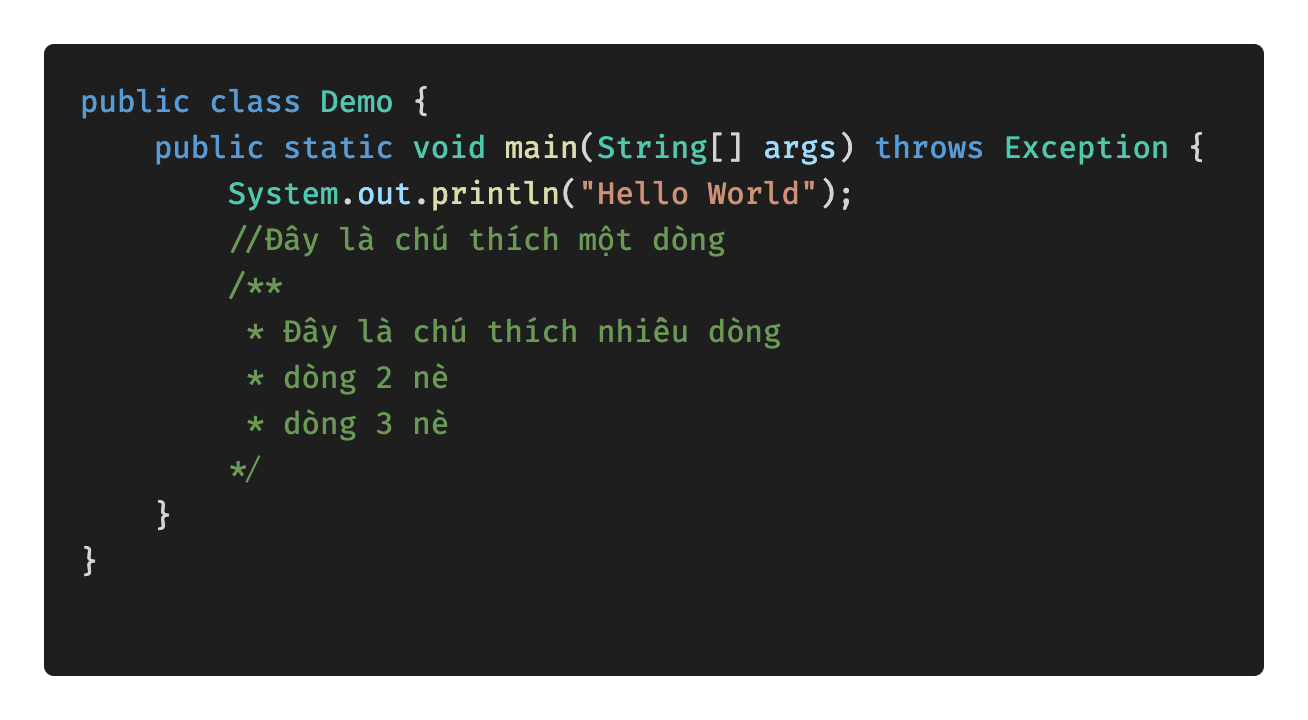 public class Demo {
    public static void main(String[] args) throws Exception {
        System.out.println("Hello World");
        //Đây là chú thích một dòng
        /**
         * Đây là chú thích nhiều dòng
         * dòng 2 nè
         * dòng 3 nè
        */
    }
}